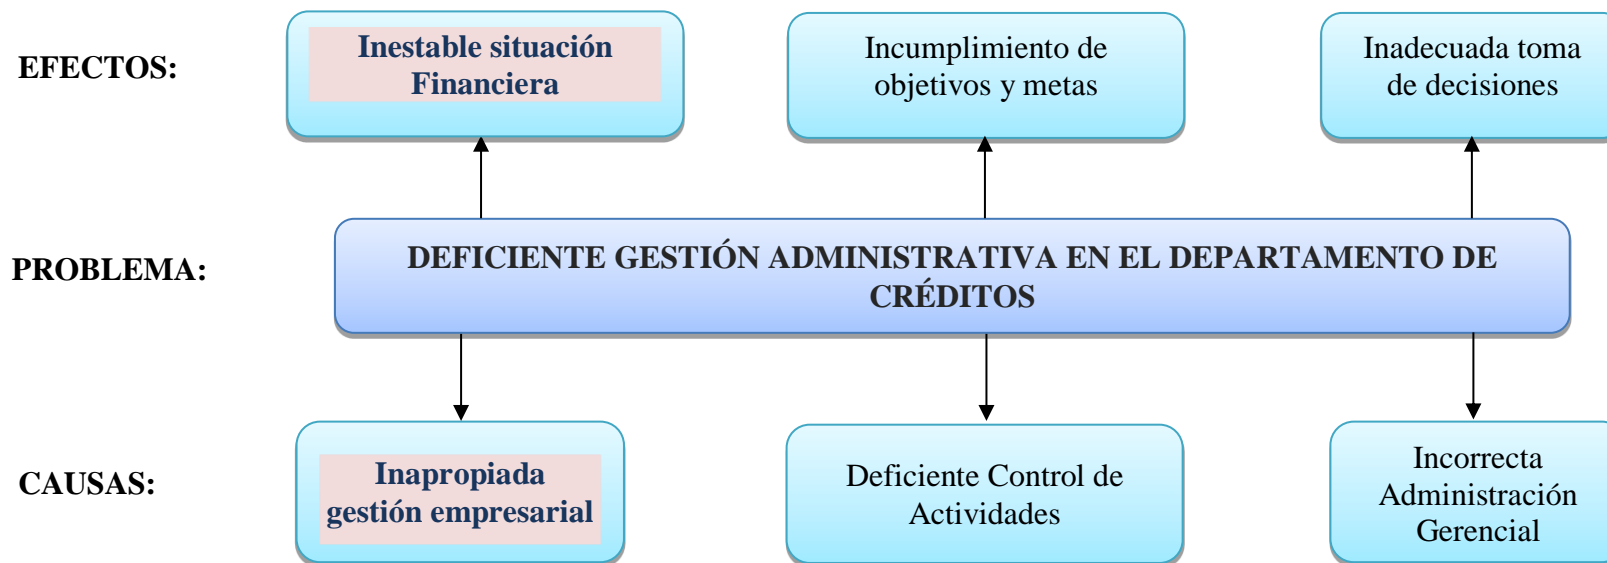 EFECTOS:
Inestable situación
Financiera
Incumplimiento de
objetivos y metas
Inadecuada toma
de decisiones
PROBLEMA:
DEFICIENTE GESTIÓN ADMINISTRATIVA EN EL DEPARTAMENTO DE
CRÉDITOS
CAUSAS:
Inapropiada
gestión empresarial
Deficiente Control de
Actividades
Incorrecta
Administración
Gerencial